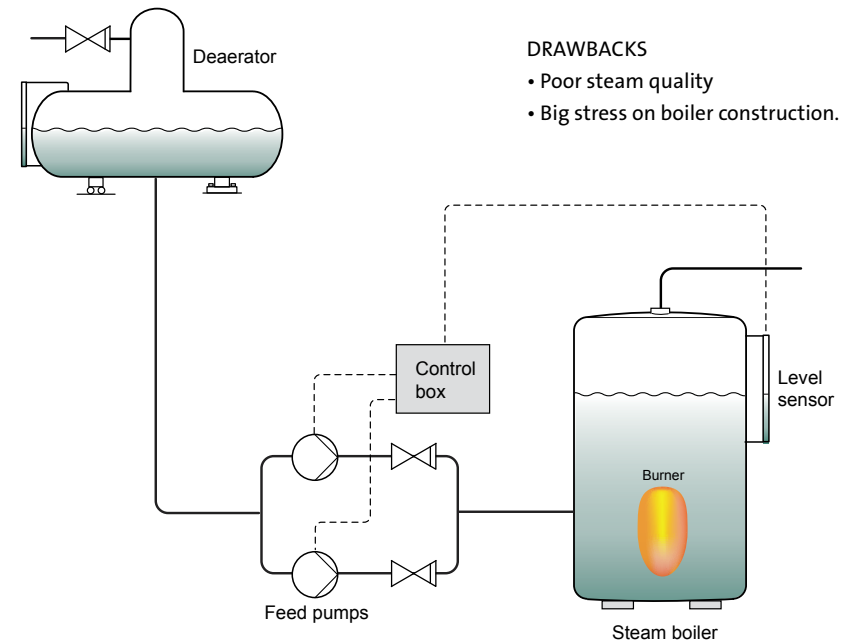 Deaerator
DRAWBACKS
• Poor steam quality
• Big stress on boiler construction.
Control
box
Level
sensor
Burner
Feed pumps
Steam boiler